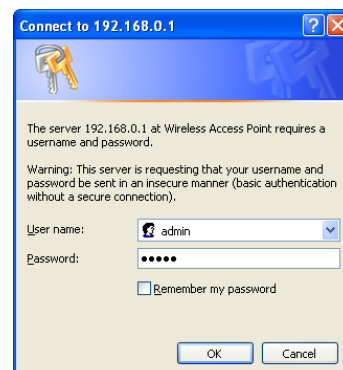 Connect to 192.168.0.1
The server 192.168.0.1 at Wireless Access Point requires a
username and password.
Warning: This server is requesting that your username and
password be sent in an insecure manner (basic authentication
without a secure connection).
User name:
admin
Password:
•••••
Remember my password
OK
Cancel